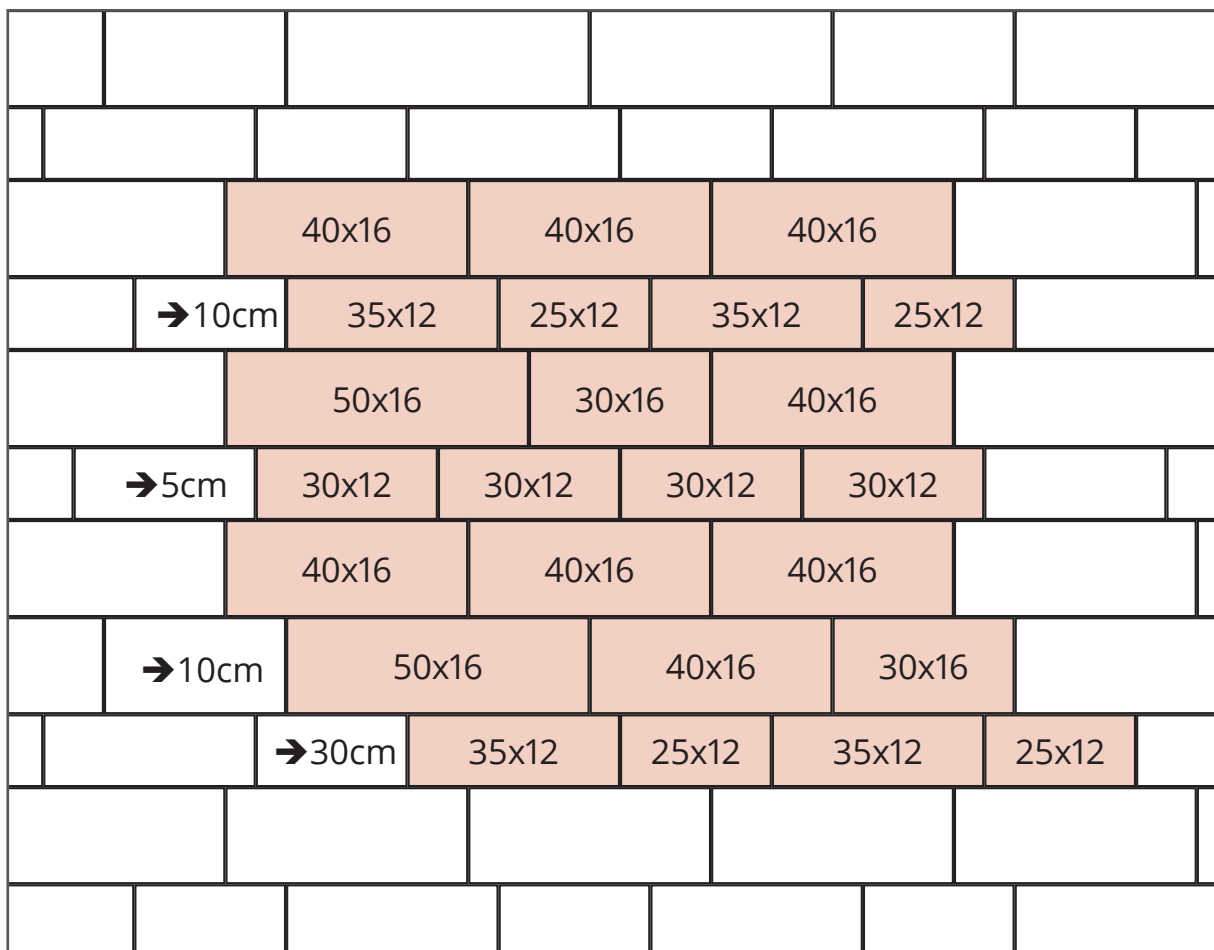 40x16 40x16 40x16
➔10cm 35x12 25x12 35x12 25x12
50x16 30x16 40x16
➔5cm 30x12 30x12 30x12 30x12
40x16 40x16 40x16
➔10cm 50x16 40x16 30x16
➔30cm 35x12 25x12 35x12 25x12